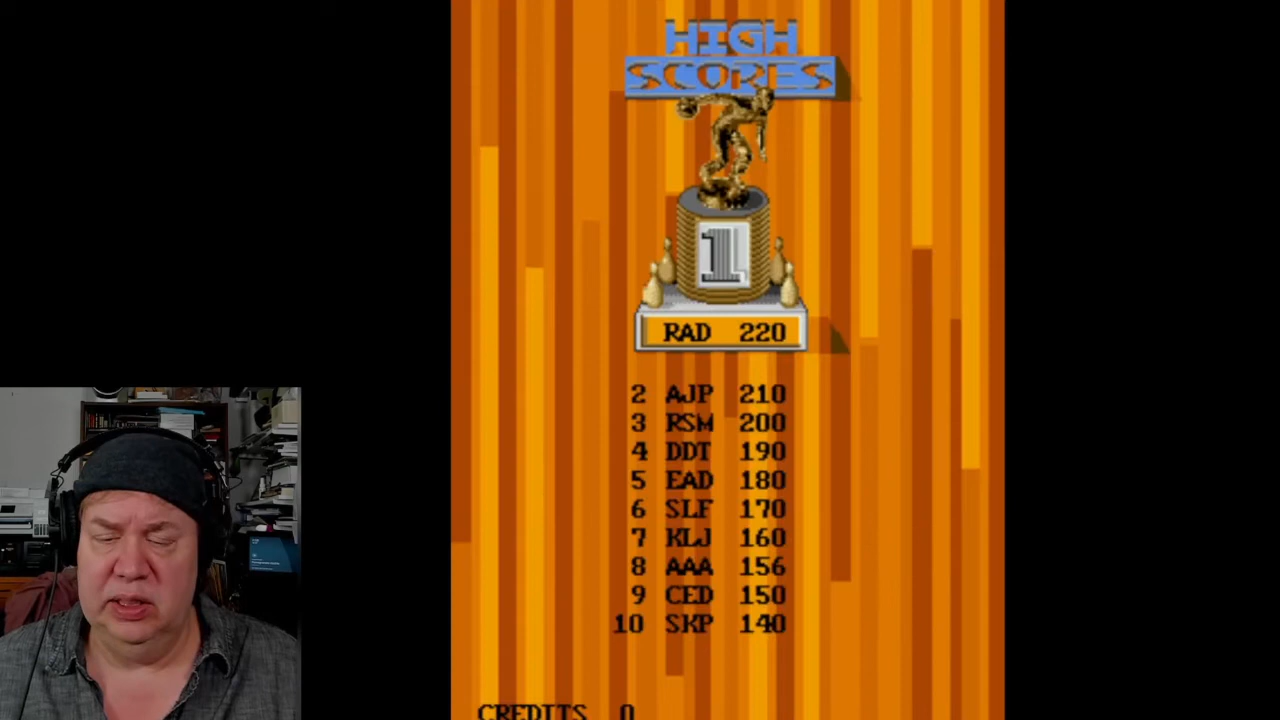 HIGH
SCORES
1
RAD 220
2 AJP 210
3 RSM 200
4 DDT 190
5 EAD 180
6 SLF 170
7 KLJ 160
8 AAA 156
9 CED 150
10 SKP 140
CREDITS 0